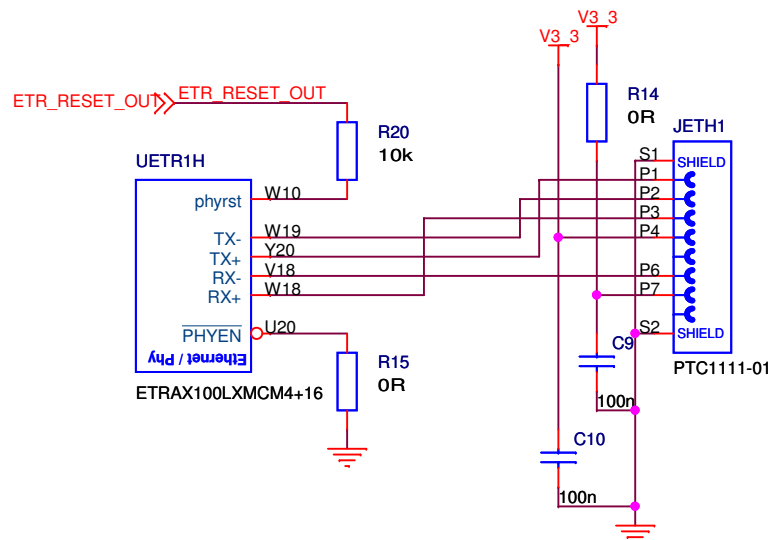 V3_3
V3_3
ETR_RESET_OUT
ETR_RESET_OUT
R14
0R
R20
10k
JETH1
UETR1H
S1
SHIELD
P1
phyrst
W10
P2
P3
TX-
W19
P4
TX+
Y20
RX-
V18
P6
RX+
W18
P7
PHYEN
U20
S2
SHIELD
C9
Ethernet / Phy
R15
0R
PTC1111-01
ETRAX100LXMCM4+16
100n
C10
100n